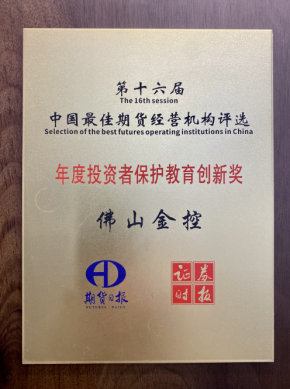 第十六届
The 16th session
中国最佳期货经营机构评选
Selection of the best futures operating institutions in China
年度投资者保护教育创新奖
佛山金控
期货日报
FUTURES DAILY
证券
时报